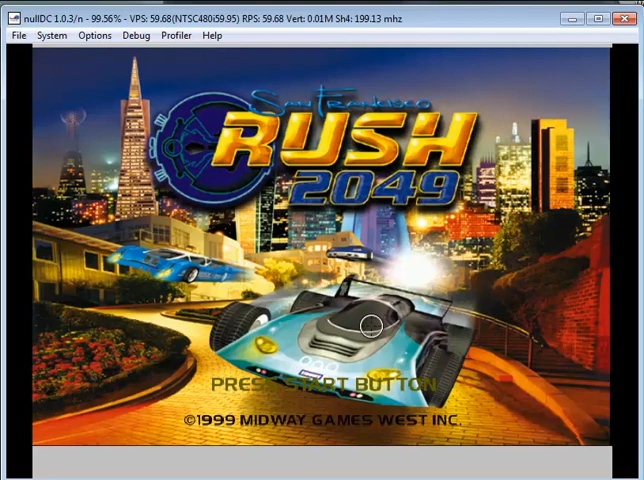 nullDC 1.0.3/n - 99.56% - VPS: 59.68(NTSC480i59.95) RPS: 59.68 Vert: 0.01M Sh4: 199.13 mhz
File System Options Debug Profiler Help
San Francisco
RUSH
2049
PRESS START BUTTON
©1999 MIDWAY GAMES WEST INC.